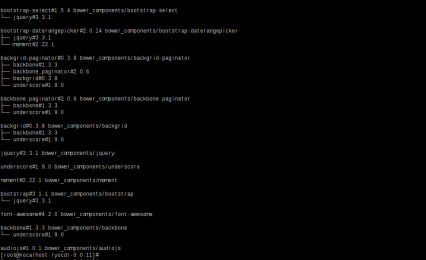 bootstrap-select#1.5.4 bower_components/bootstrap-select
└── jquery#3.3.1
bootstrap-daterangepicker#2.0.14 bower_components/bootstrap-daterangepicker
├── jquery#3.3.1
└── moment#2.22.1
backgrid-paginator#0.3.9 bower_components/backgrid-paginator
├── backbone#1.3.3
├── backbone.paginator#2.0.6
├── backgrid#0.3.8
└── underscore#1.9.0
backbone.paginator#2.0.6 bower_components/backbone.paginator
├── backbone#1.3.3
└── underscore#1.9.0
backgrid#0.3.8 bower_components/backgrid
├── backbone#1.3.3
└── underscore#1.9.0
jquery#3.3.1 bower_components/jquery
underscore#1.9.0 bower_components/underscore
moment#2.22.1 bower_components/moment
bootstrap#3.1.1 bower_components/bootstrap
└── jquery#3.3.1
font-awesome#4.2.0 bower_components/font-awesome
backbone#1.3.3 bower_components/backbone
└── underscore#1.9.0
audiojs#1.0.1 bower_components/audiojs
[root@localhost ryocdr-0.0.11]#